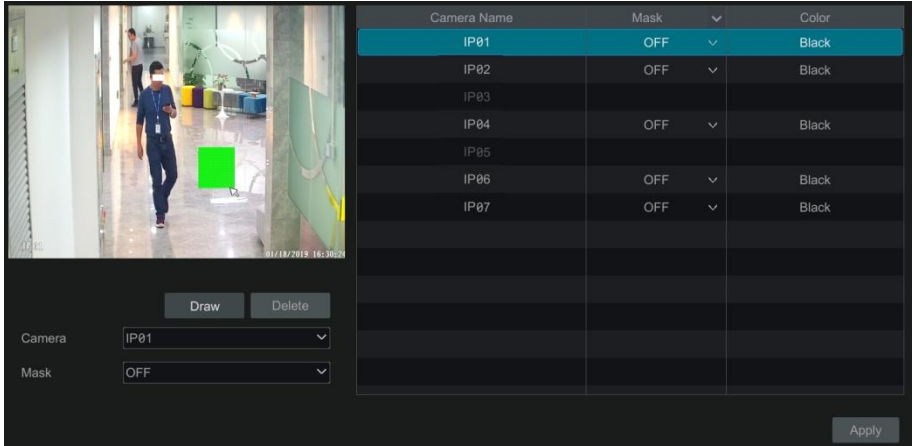 Camera Name Mask Color
IP01 OFF Black
IP02 OFF Black
IP03
IP04 OFF Black
IP05
IP06 OFF Black
IP07 OFF Black
01/18/2019 16:30:24
Draw Delete
Camera IP01
Mask OFF
Apply